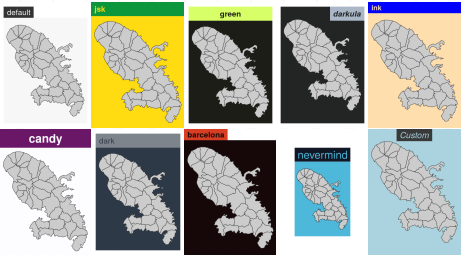 default
jsk
green
darkula
ink
candy
dark
barcelona
nevermind
Custom